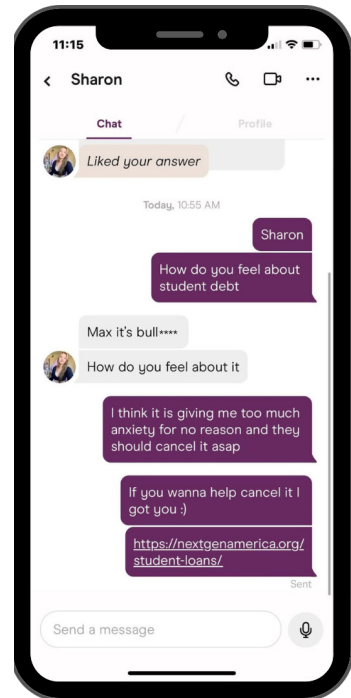 11:15
Sharon
Chat
Profile
Liked your answer
Today, 10:55 AM
Sharon
How do you feel about
student debt
Max it's bull****
How do you feel about it
I think it is giving me too much
anxiety for no reason and they
should cancel it asap
If you wanna help cancel it I
got you :)
https://nextgenamerica.org/
student-loans/
Sent
Send a message